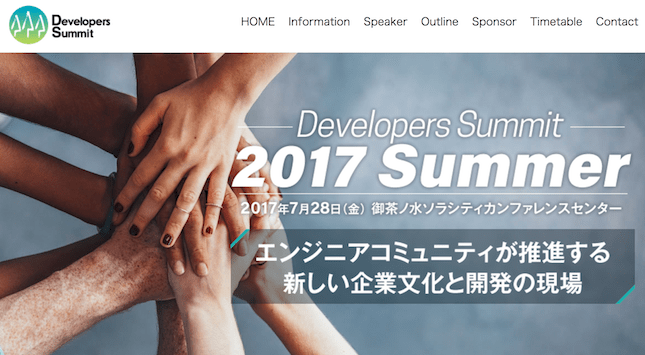 Developers
Summit
HOME Information Speaker Outline Sponsor Timetable Contact
Developers Summit
2017 Summer
2017年7月28日(金) 御茶ノ水ソラシティカンファレンスセンター
エンジニアコミュニティが推進する
新しい企業文化と開発の現場